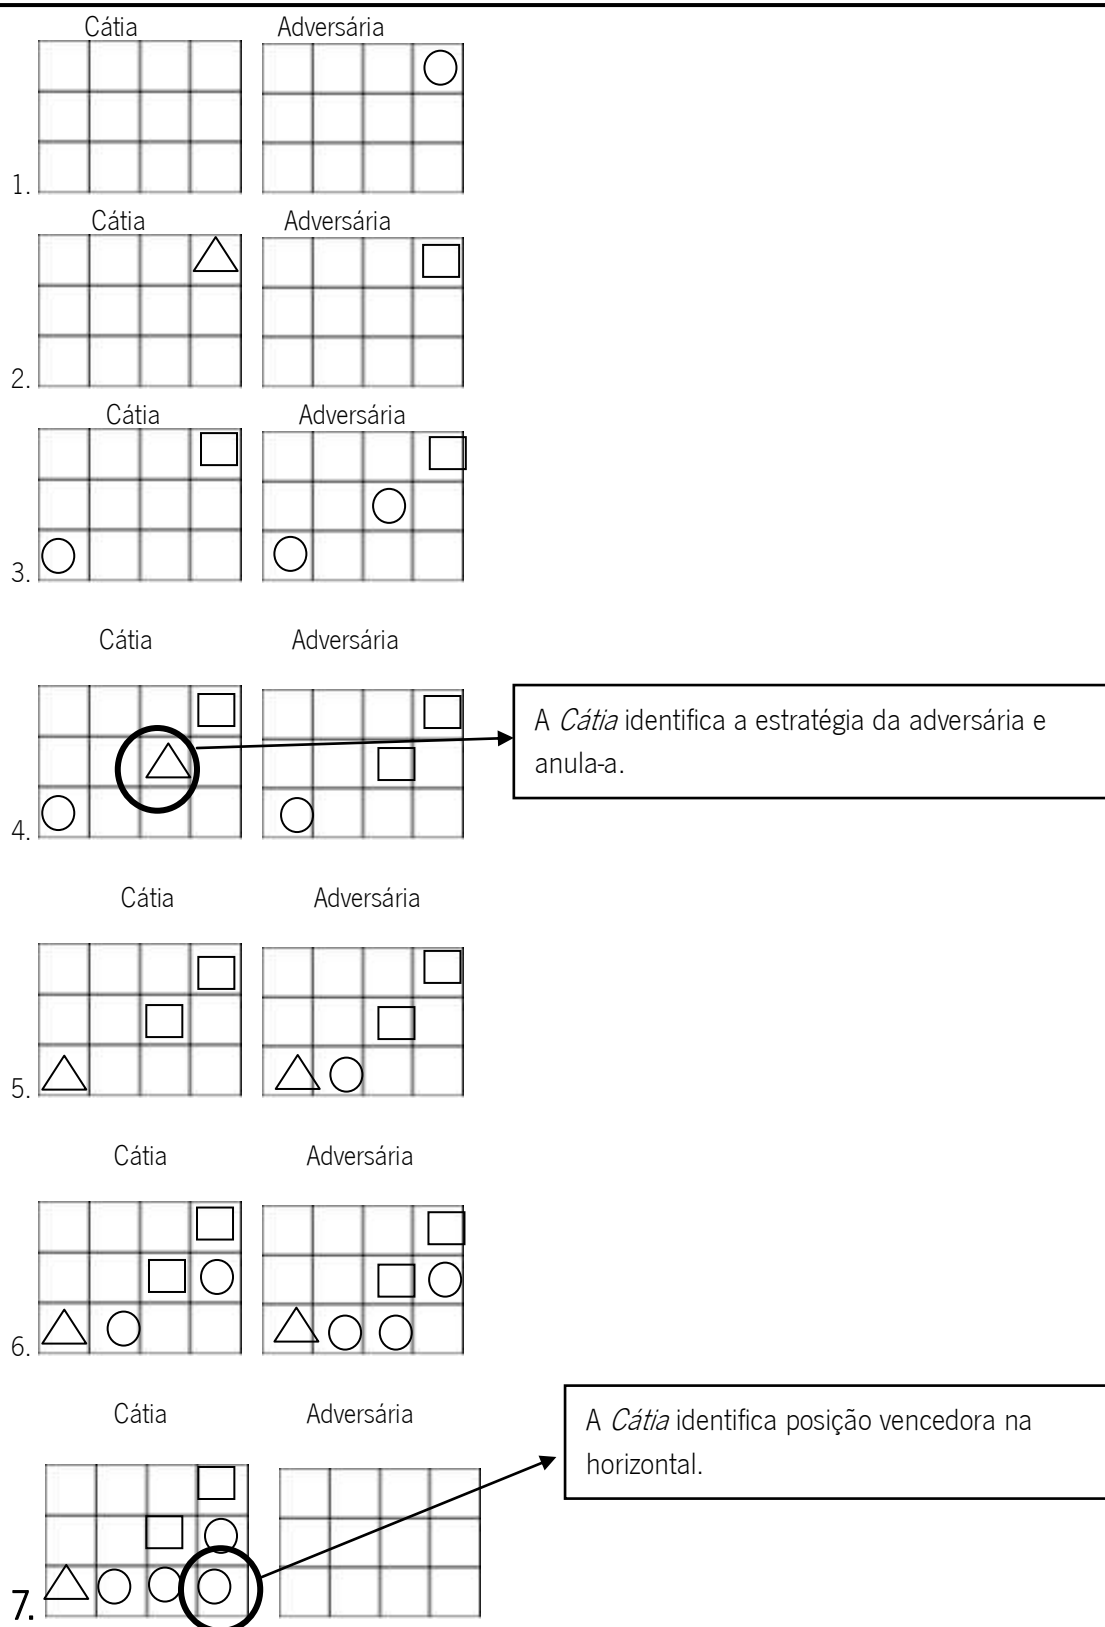 Cátia Adversária
1.
Cátia Adversária
2.
Cátia Adversária
3.
Cátia Adversária
A Cátia identifica a estratégia da adversária e
anula-a.
4.
Cátia Adversária
5.
Cátia Adversária
6.
Cátia Adversária
A Cátia identifica posição vencedora na
horizontal.
7.